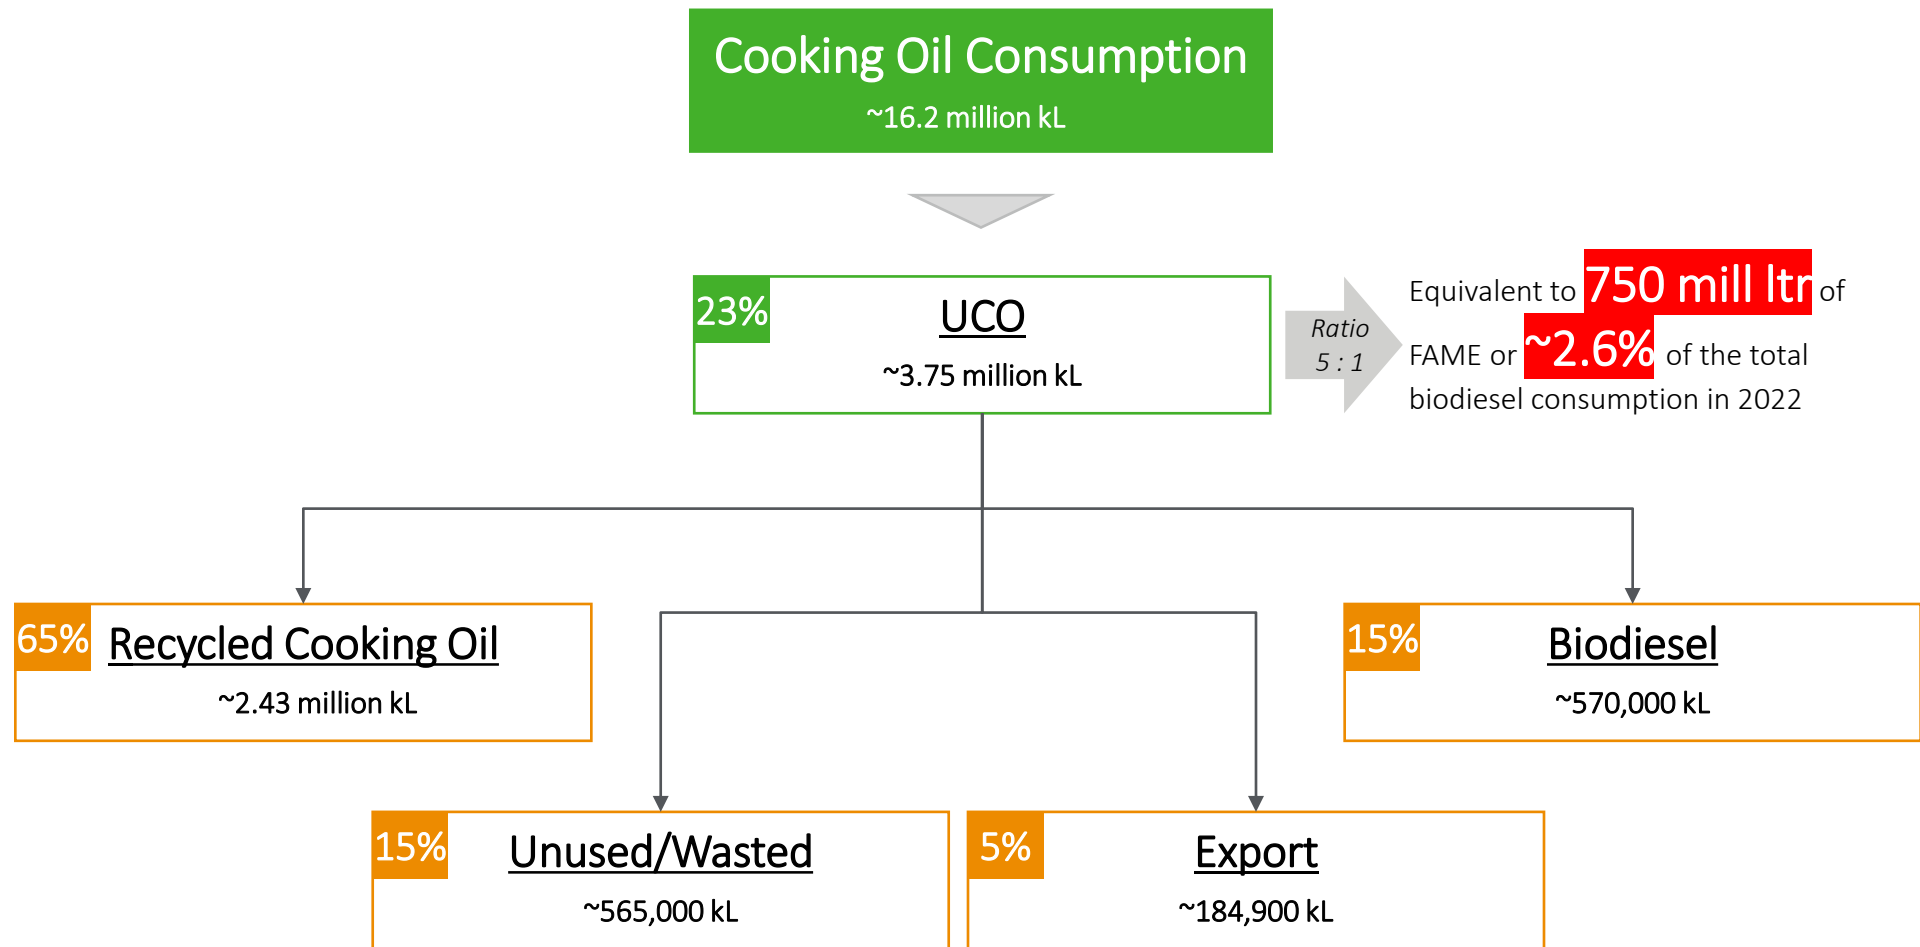 Cooking Oil Consumption
~16.2 million kL
23%
UCO
~3.75 million kL
Ratio
5 : 1
Equivalent to 750 mill ltr of
FAME or ~2.6% of the total
biodiesel consumption in 2022
65%
Recycled Cooking Oil
~2.43 million kL
15%
Biodiesel
~570,000 kL
15%
Unused/Wasted
~565,000 kL
5%
Export
~184,900 kL